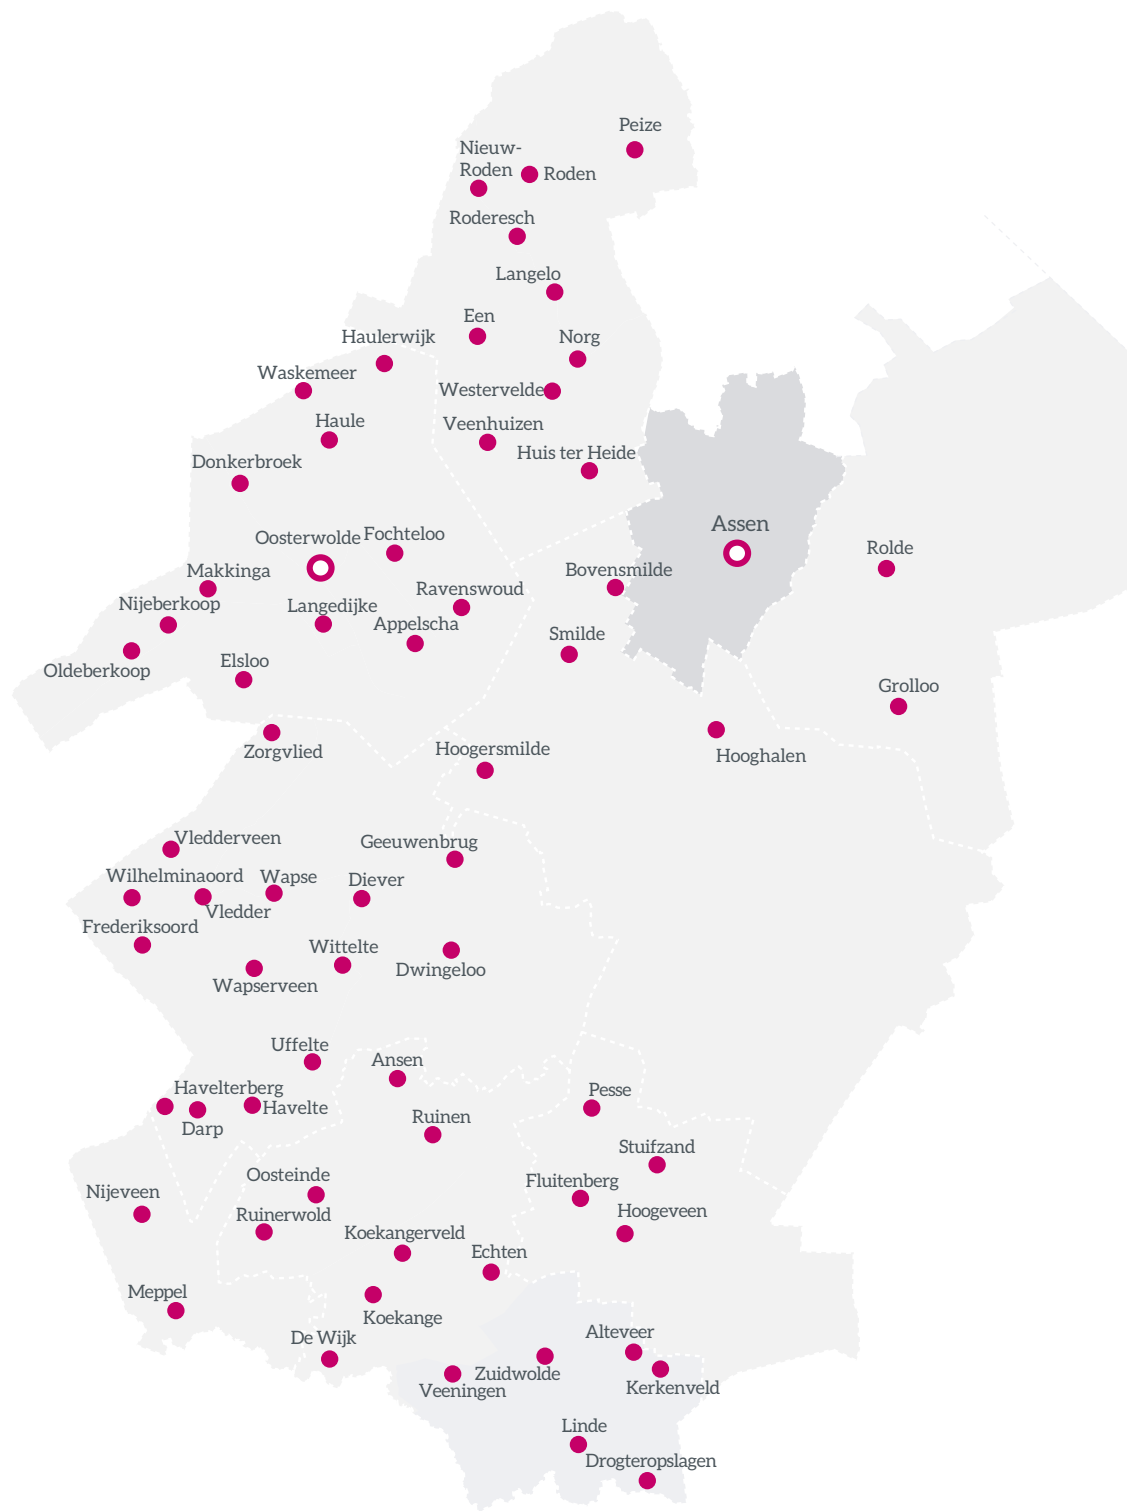 Peize
Nieuw-
Roden
Roden
Roderesch
Langelo
Een
Haulerwijk
Norg
Waskemeer
Westervelde
Haule
Veenhuizen
Huis ter Heide
Donkerbroek
Assen
Oosterwolde
Fochteloo
Rolde
Makkinga
Bovensmilde
Ravenswoud
Nijeberkoop
Langedijke
Appelscha
Smilde
Oldeberkoop
Elsloo
Grolloo
Zorgvlied
Hoogersmilde
Hooghalen
Vledderveen
Geeuwenbrug
Wilhelminaoord
Wapse
Diever
Vledder
Frederiksoord
Wittelte
Dwingeloo
Wapserveen
Uffelte
Ansen
Havelterberg
Pesse
Havelte
Darp
Ruinen
Stuifzand
Oosteinde
Fluitenberg
Nijeveen
Ruinerwold
Hoogeveen
Koekangerveld
Echten
Meppel
Koekange
De Wijk
Alteveer
Zuidwolde
Veeningen
Kerkenveld
Linde
Drogteropslagen